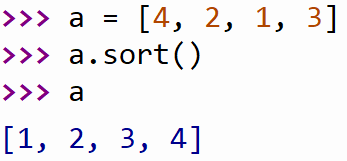 >>> a = [4, 2, 1, 3]
>>> a.sort()
>>> a
[1, 2, 3, 4]